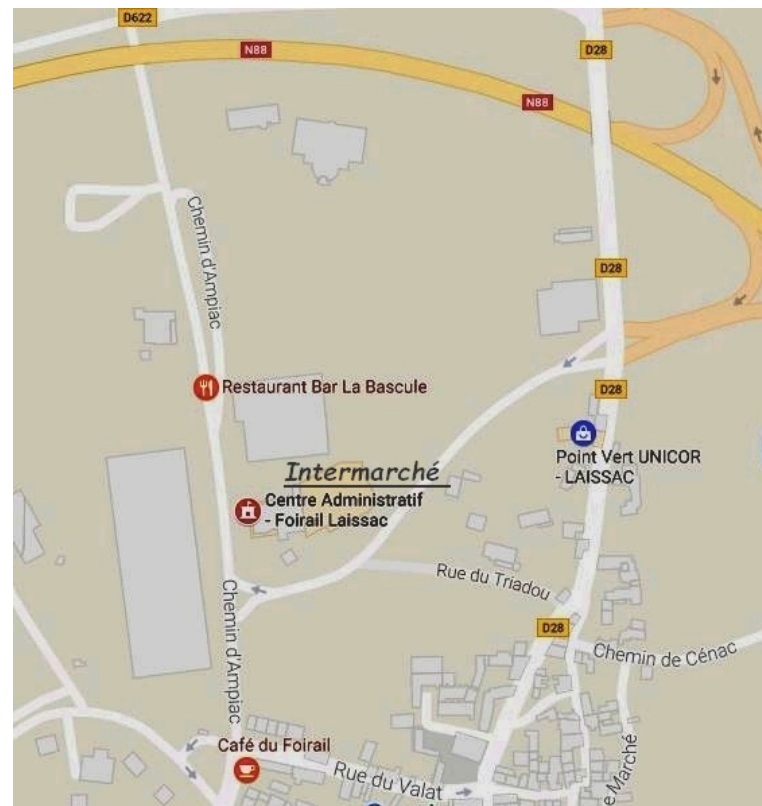 D622
N88
D28
N88
Chemin d'Ampiac
D28
Restaurant Bar La Bascule
D28
Point Vert UNICOR
- LAISSAC
Intermarché
Centre Administratif
- Foirail Laissac
Rue du Triadou
Chemin d'Ampiac
D28
Chemin de Cénac
Café du Foirail
Rue du Valat
e Marché